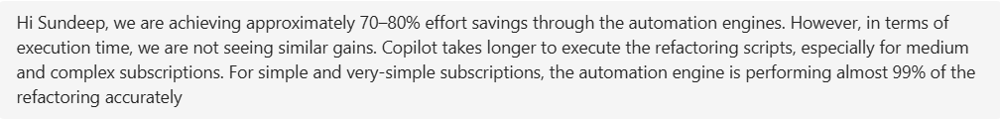 Hi Sundeep, we are achieving approximately 70–80% effort savings through the automation engines. However, in terms of
execution time, we are not seeing similar gains. Copilot takes longer to execute the refactoring scripts, especially for medium
and complex subscriptions. For simple and very-simple subscriptions, the automation engine is performing almost 99% of the
refactoring accurately